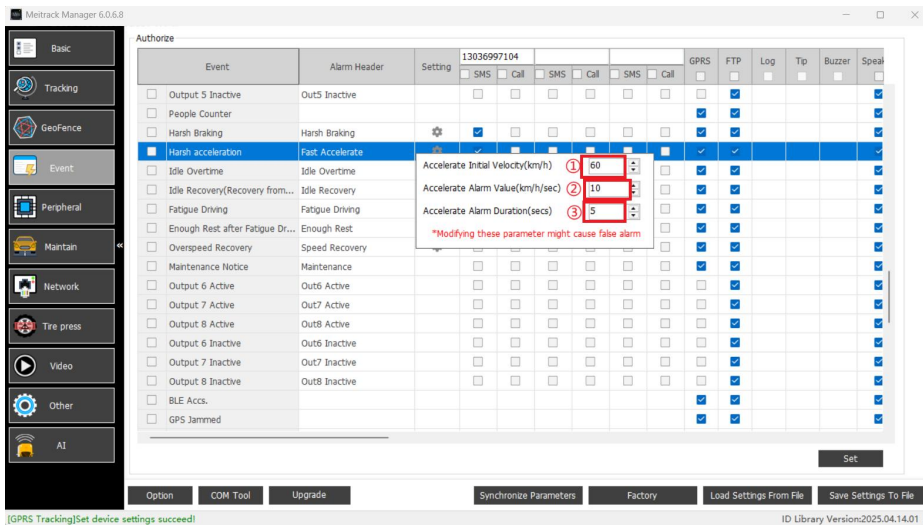 Meitrack Manager 6.0.6.8
Basic
Tracking
GeoFence
Event
Peripheral
Maintain
«
Network
Tire press
Video
Other
AI
Authorize
Event Alarm Header Setting 13036997104 GPRS FTP Log Tip Buzzer Speak
SMS Call SMS Call SMS Call
Output 5 Inactive Out5 Inactive
People Counter
Harsh Braking Harsh Braking
Harsh acceleration Fast Accelerate
Idle Overtime Idle Overtime
Idle Recovery(Recovery from... Idle Recovery
Fatigue Driving Fatigue Driving
Enough Rest after Fatigue Dr... Enough Rest
Overspeed Recovery Speed Recovery
Maintenance Notice Maintenance
Output 6 Active Out6 Active
Output 7 Active Out7 Active
Output 8 Active Out8 Active
Output 6 Inactive Out6 Inactive
Output 7 Inactive Out7 Inactive
Output 8 Inactive Out8 Inactive
BLE Accs.
GPS Jammed
Accelerate Initial Velocity(km/h) ① 60
Accelerate Alarm Value(km/h/sec) ② 10
Accelerate Alarm Duration(secs) ③ 5
*Modifying these parameter might cause false alarm
Set
Option COM Tool Upgrade Synchronize Parameters Factory Load Settings From File Save Settings To File
[GPRS Tracking]Set device settings succeed! ID Library Version:2025.04.14.01